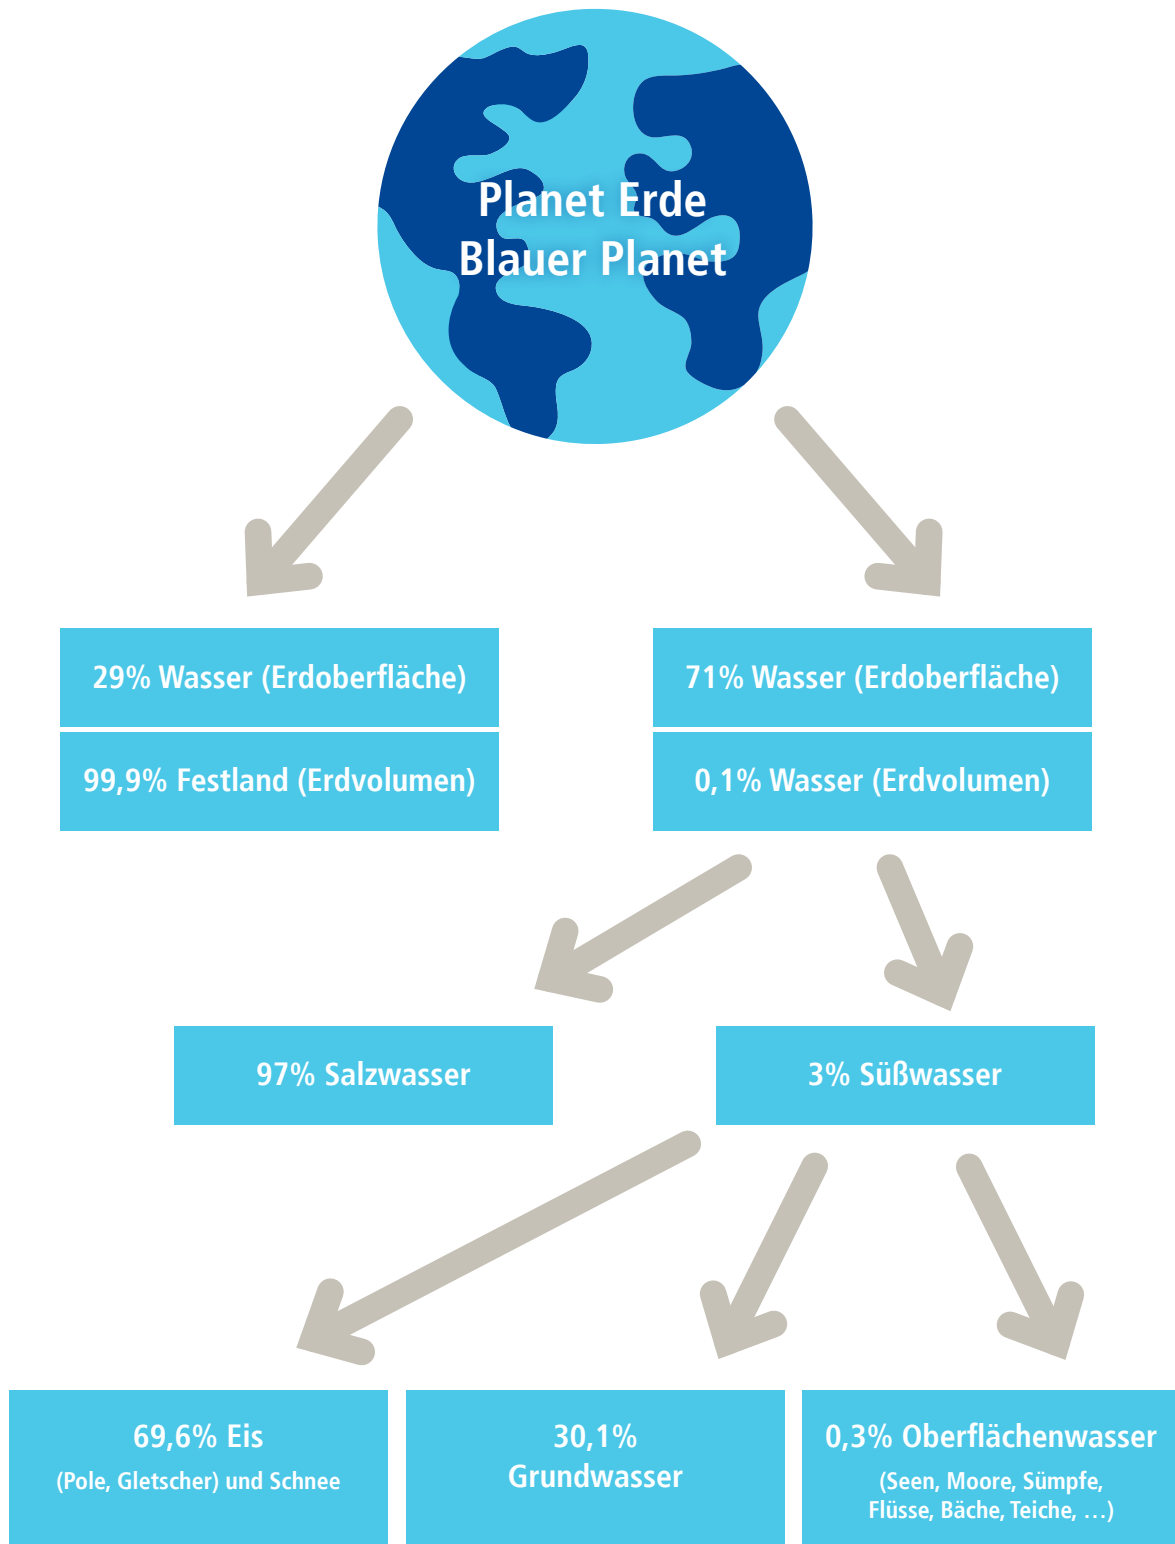 Planet Erde
Blauer Planet
29% Wasser (Erdoberfläche)
71% Wasser (Erdoberfläche)
99,9% Festland (Erdvolumen)
0,1% Wasser (Erdvolumen)
97% Salzwasser
3% Süßwasser
69,6% Eis
(Pole, Gletscher) und Schnee
30,1%
Grundwasser
0,3% Oberflächenwasser
(Seen, Moore, Sümpfe,
Flüsse, Bäche, Teiche, …)